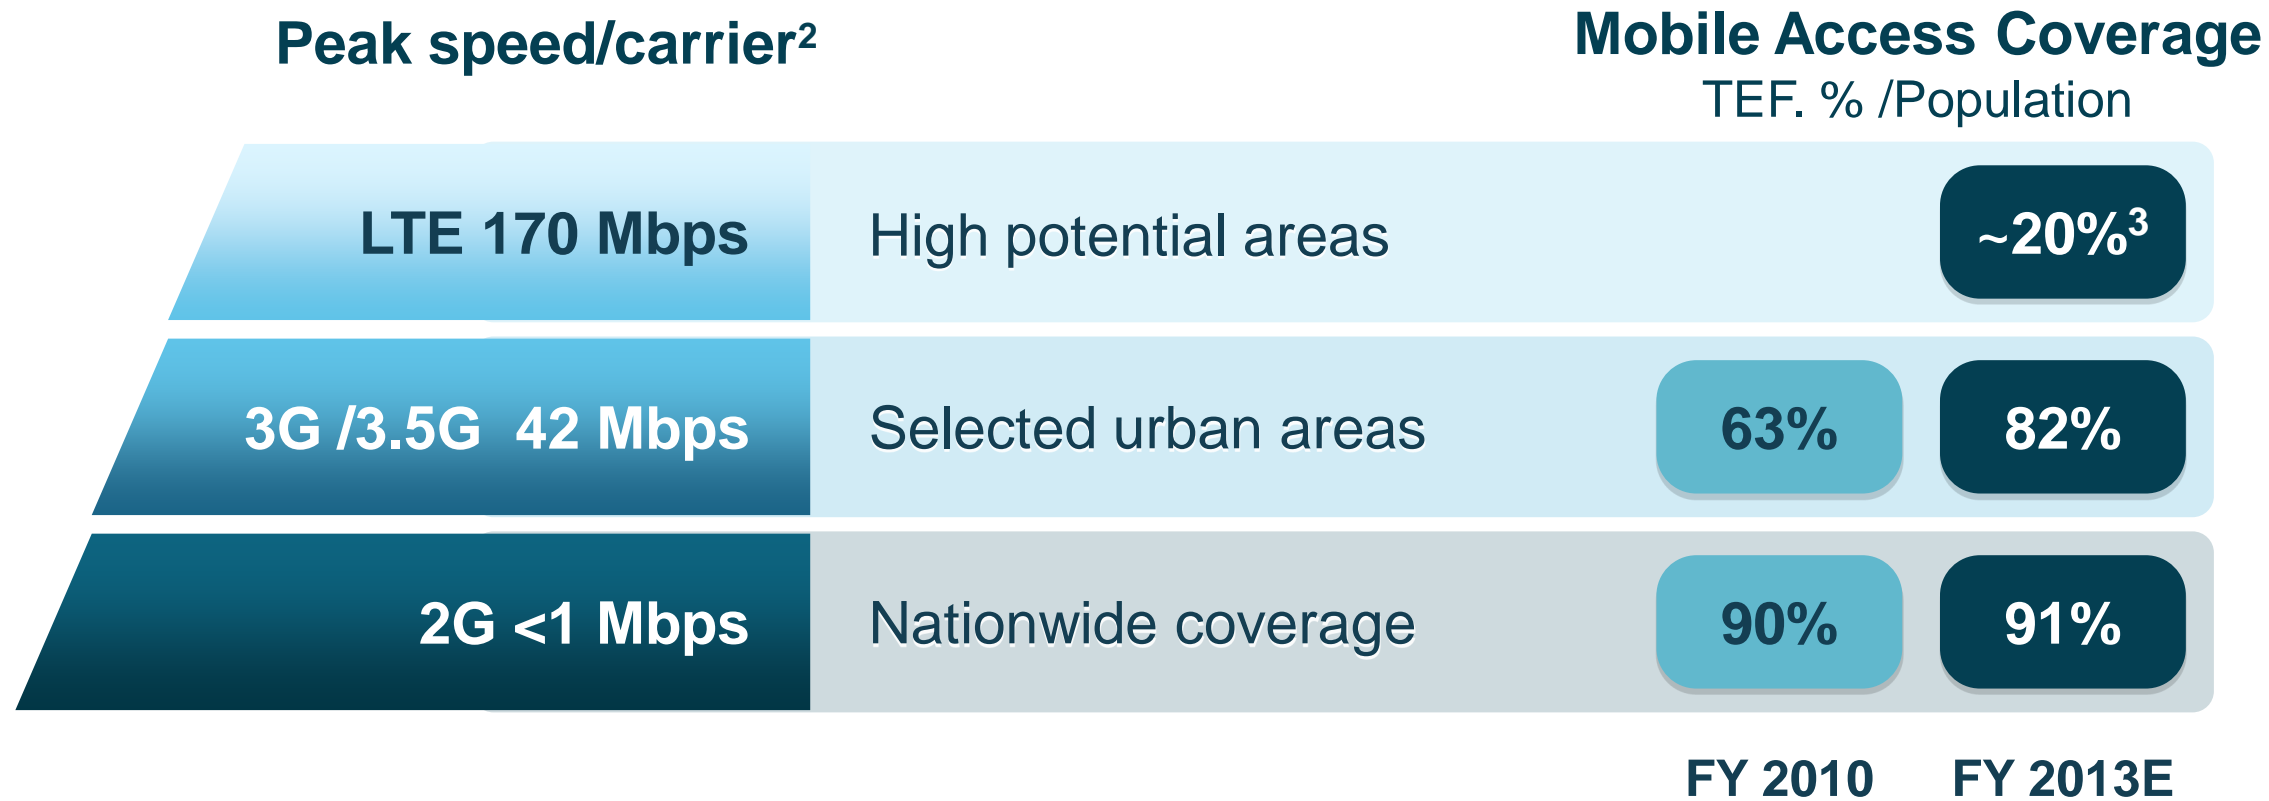 Peak speed/carrier²
Mobile Access Coverage
TEF. % /Population
LTE 170 Mbps
High potential areas
~20%³
3G /3.5G 42 Mbps
Selected urban areas
63%
82%
2G <1 Mbps
Nationwide coverage
90%
91%
FY 2010
FY 2013E